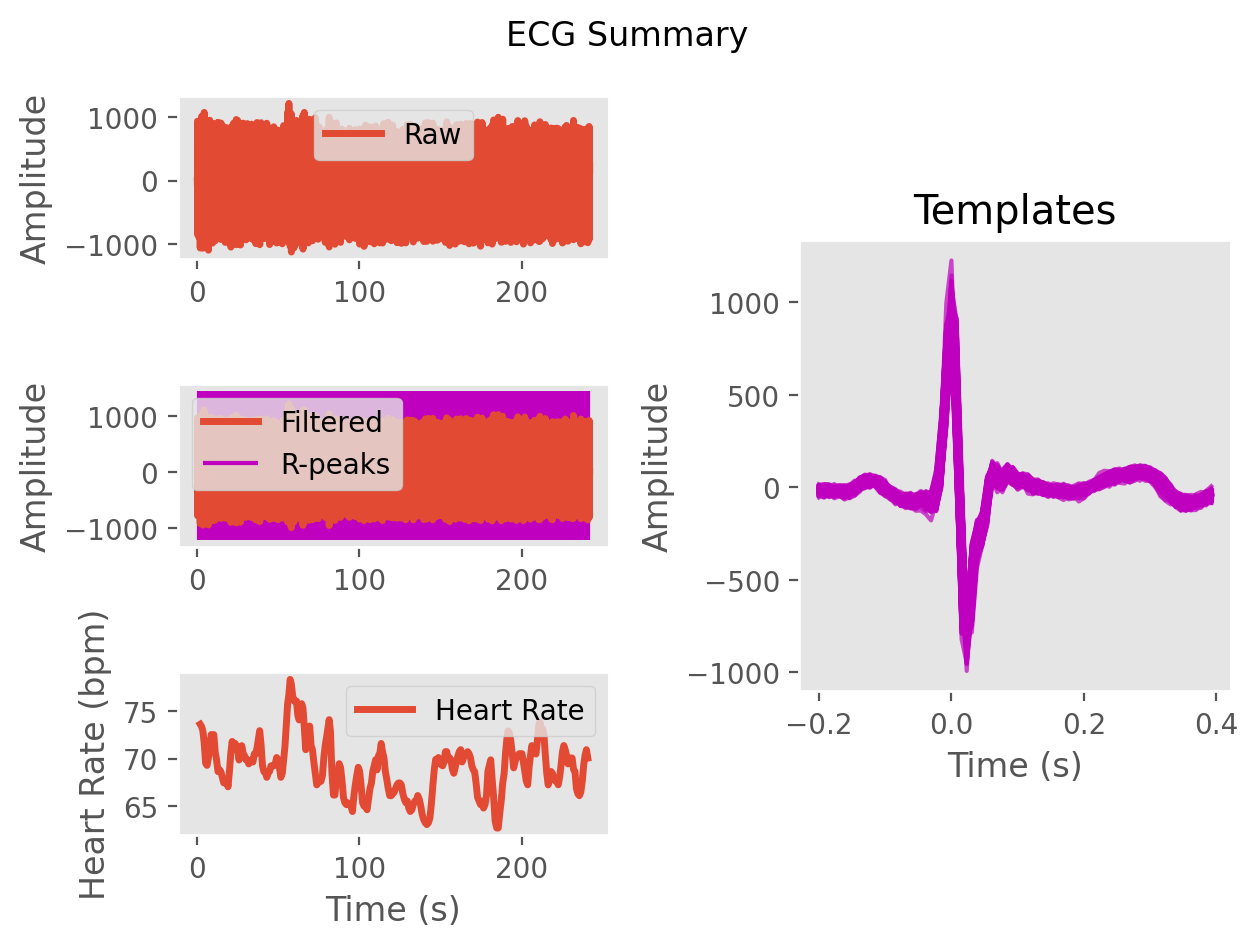 ECG Summary
Amplitude
1000
0
−1000
Raw
0 100 200
Amplitude
1000
0
−1000
Filtered
R-peaks
0 100 200
Heart Rate (bpm)
75
70
65
Heart Rate
0 100 200
Time (s)
Templates
Amplitude
1000
500
0
−500
−1000
−0.2 0.0 0.2 0.4
Time (s)